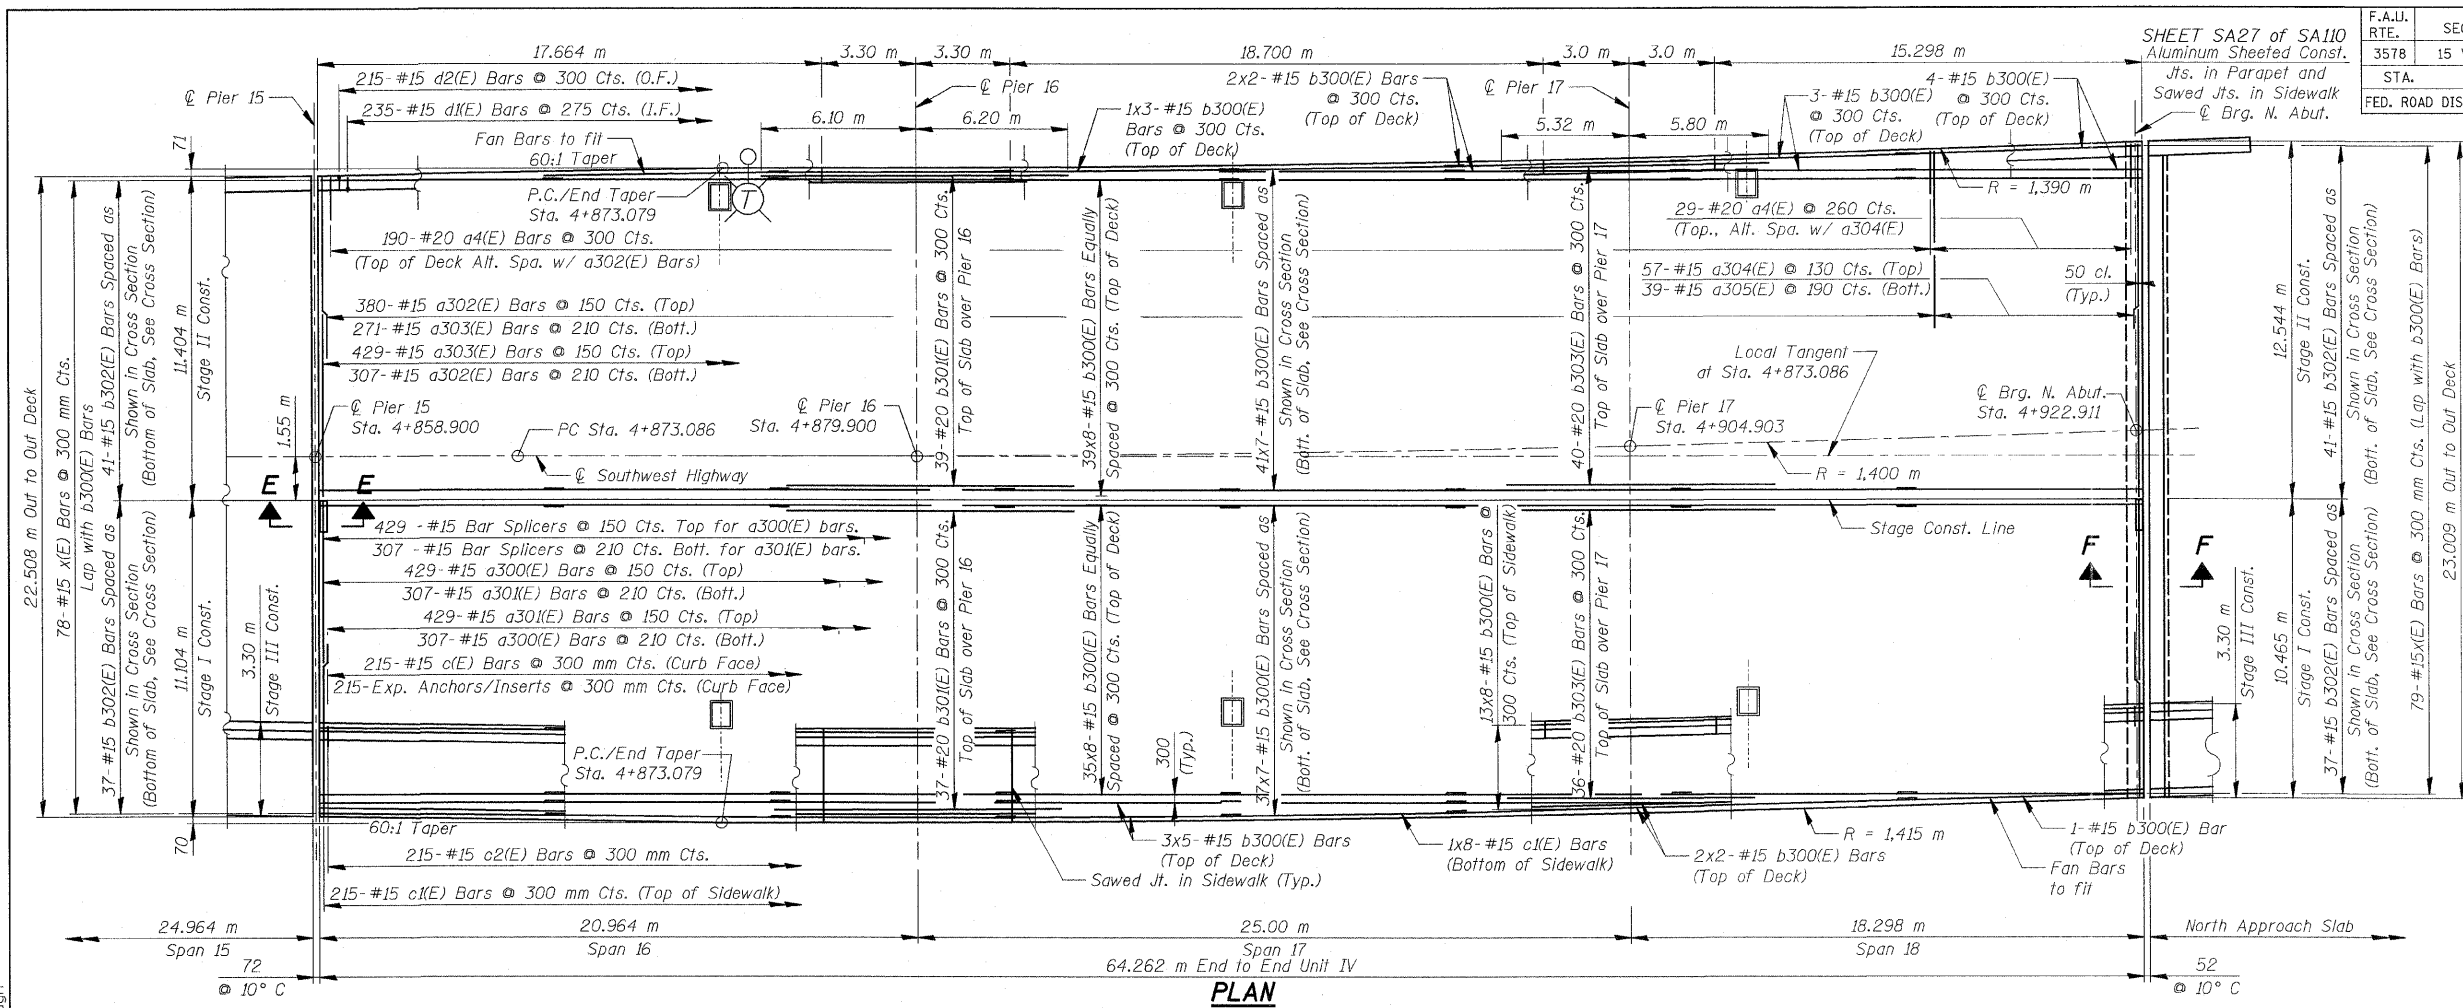 SHEET SA27 of SA110
F.A.U.
RTE.
3578
15
STA.
FED. ROAD DIS
17.664 m
3.30 m
3.30 m
18.700 m
3.0 m
3.0 m
15.298 m
Aluminum Sheeted Const.
Jts. in Parapet and
Sawed Jts. in Sidewalk
℄ Brg. N. Abut.
215-#15 d2(E) Bars @ 300 Cts. (O.F.)
235-#15 d1(E) Bars @ 275 Cts. (I.F.)
℄ Pier 15
Fan Bars to fit
60:1 Taper
℄ Pier 16
6.10 m
6.20 m
1x3-#15 b300(E)
Bars @ 300 Cts.
(Top of Deck)
2x2-#15 b300(E) Bars
@ 300 Cts.
(Top of Deck)
℄ Pier 17
5.32 m
5.80 m
3-#15 b300(E)
@ 300 Cts.
(Top of Deck)
4-#15 b300(E)
@ 300 Cts.
(Top of Deck)
71
P.C./End Taper
Sta. 4+873.079
T
R = 1,390 m
190-#20 a4(E) Bars @ 300 Cts.
(Top of Deck Alt. Spa. w/ a302(E) Bars)
29-#20 a4(E) @ 260 Cts.
(Top., Alt. Spa. w/ a304(E)
57-#15 a304(E) @ 130 Cts. (Top)
39-#15 a305(E) @ 190 Cts. (Bott.)
50 cl.
(Typ.)
380-#15 a302(E) Bars @ 150 Cts. (Top)
271-#15 a303(E) Bars @ 210 Cts. (Bott.)
429-#15 a303(E) Bars @ 150 Cts. (Top)
307-#15 a302(E) Bars @ 210 Cts. (Bott.)
22.508 m Out to Out Deck
78-#15 x(E) Bars @ 300 mm Cts.
Lap with b300(E) Bars
41-#15 b302(E) Bars Spaced as
Shown in Cross Section
(Bottom of Slab, See Cross Section)
11.404 m
Stage II Const.
1.55 m
39-#20 b301(E) Bars @ 300 Cts.
Top of Slab over Pier 16
39x8-#15 b300(E) Bars Equally
Spaced @ 300 Cts. (Top of Deck)
41x7-#15 b300(E) Bars Spaced as
Shown in Cross Section
(Bott. of Slab, See Cross Section)
40-#20 b303(E) Bars @ 300 Cts.
Top of Slab over Pier 17
12.544 m
Stage II Const.
41-#15 b302(E) Bars Spaced as
Shown in Cross Section
(Bott. of Slab, See Cross Section)
79-#15x(E) Bars @ 300 mm Cts. (Lap with b300(E) Bars)
23.009 m Out to Out Deck
℄ Pier 15
Sta. 4+858.900
PC Sta. 4+873.086
℄ Pier 16
Sta. 4+879.900
Local Tangent
at Sta. 4+873.086
℄ Pier 17
Sta. 4+904.903
℄ Brg. N. Abut.
Sta. 4+922.911
℄ Southwest Highway
R = 1,400 m
E
E
Stage Const. Line
F
F
429 -#15 Bar Splicers @ 150 Cts. Top for a300(E) bars.
307 -#15 Bar Splicers @ 210 Cts. Bott. for a301(E) bars.
429-#15 a300(E) Bars @ 150 Cts. (Top)
307-#15 a301(E) Bars @ 210 Cts. (Bott.)
429-#15 a301(E) Bars @ 150 Cts. (Top)
307-#15 a300(E) Bars @ 210 Cts. (Bott.)
215-#15 c(E) Bars @ 300 mm Cts. (Curb Face)
215-Exp. Anchors/Inserts @ 300 mm Cts. (Curb Face)
37-#15 b302(E) Bars Spaced as
Shown in Cross Section
(Bottom of Slab, See Cross Section)
11.104 m
Stage I Const.
3.30 m
Stage III Const.
37-#20 b301(E) Bars @ 300 Cts.
Top of Slab over Pier 16
35x8-#15 b300(E) Bars Equally
Spaced @ 300 Cts. (Top of Deck)
300
(Typ.)
37x7-#15 b300(E) Bars Spaced as
Shown in Cross Section
(Bott. of Slab, See Cross Section)
13x8-#15 b300(E) Bars @
300 Cts. (Top of Sidewalk)
36-#20 b303(E) Bars @ 300 Cts.
Top of Slab over Pier 17
3.30 m
Stage III Const.
10.465 m
Stage I Const.
37-#15 b302(E) Bars Spaced as
Shown in Cross Section
(Bott. of Slab, See Cross Section)
P.C./End Taper
Sta. 4+873.079
60:1 Taper
70
215-#15 c2(E) Bars @ 300 mm Cts.
215-#15 c1(E) Bars @ 300 mm Cts. (Top of Sidewalk)
Sawed Jt. in Sidewalk (Typ.)
3x5-#15 b300(E) Bars
(Top of Deck)
1x8-#15 c1(E) Bars
(Bottom of Sidewalk)
2x2-#15 b300(E) Bars
(Top of Deck)
R = 1,415 m
1-#15 b300(E) Bar
(Top of Deck)
Fan Bars
to fit
24.964 m
Span 15
20.964 m
Span 16
25.00 m
Span 17
18.298 m
Span 18
North Approach Slab
72
@ 10° C
64.262 m End to End Unit IV
52
@ 10° C
PLAN